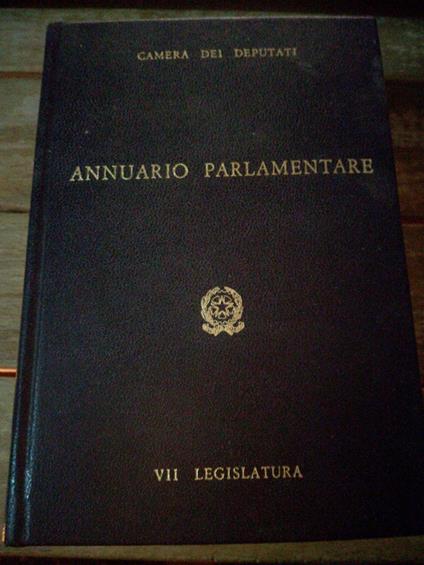 CAMERA DEI DEPUTATI
ANNUARIO PARLAMENTARE
VII LEGISLATURA